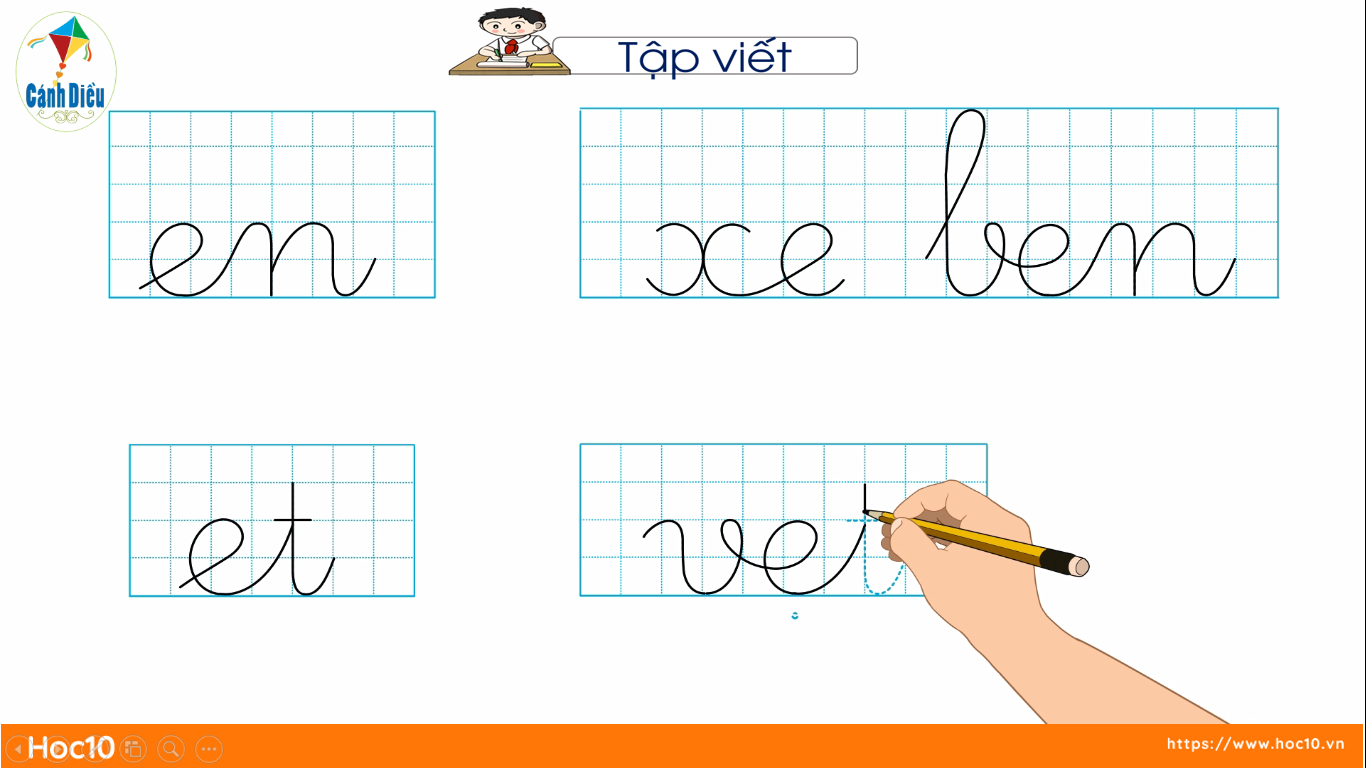 Cánh Diều
Tập viết
en
xe ben
et
vet
Hoc10
https://www.hoc10.vn